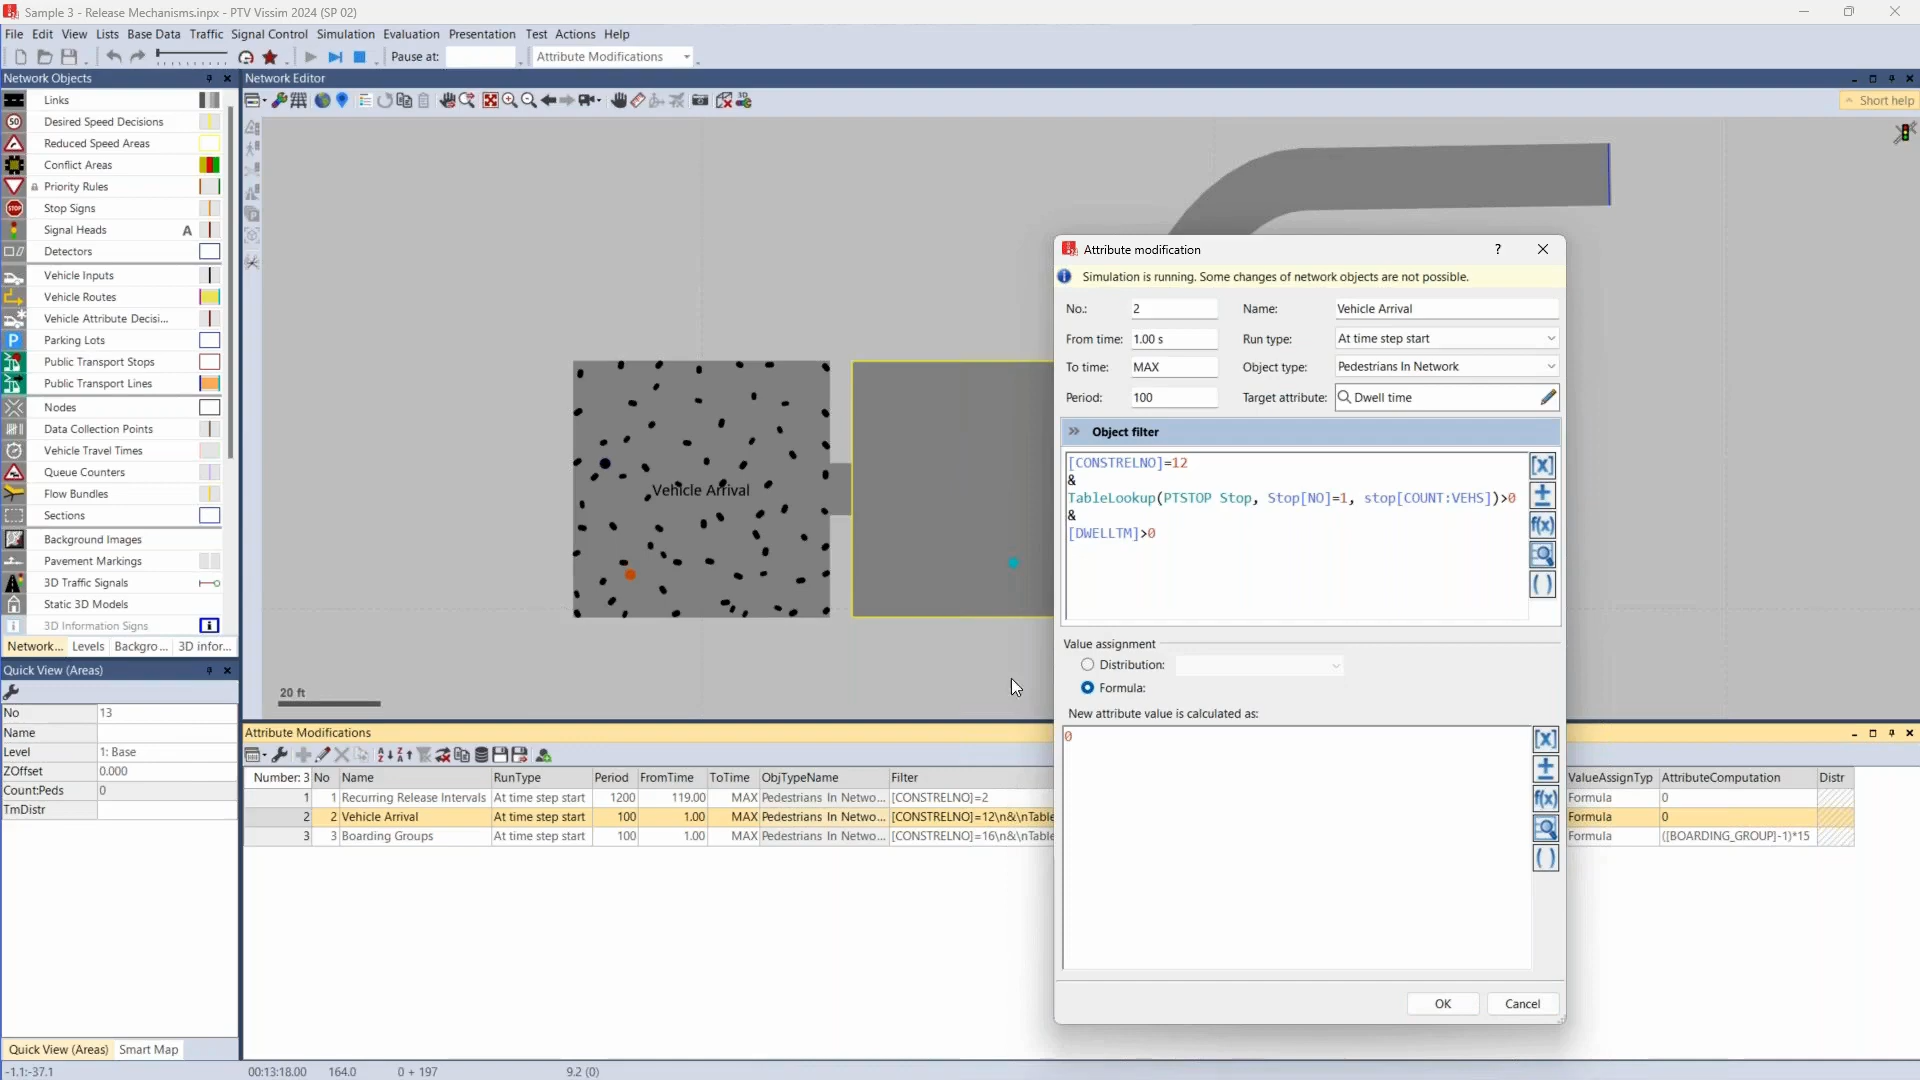 Sample 3 - Release Mechanisms.inpx - PTV Vissim 2024 (SP 02)
File Edit View Lists Base Data Traffic Signal Control Simulation Evaluation Presentation Test Actions Help
Pause at: Attribute Modifications
Network Objects
Network Editor
Short help
Links
50 Desired Speed Decisions
Reduced Speed Areas
Conflict Areas
Priority Rules
STOP Stop Signs
Signal Heads A
Detectors
Vehicle Inputs
Vehicle Routes
Vehicle Attribute Decisi...
P Parking Lots
Public Transport Stops
Public Transport Lines
Nodes
Data Collection Points
Vehicle Travel Times
Queue Counters
Flow Bundles
Sections
Background Images
Pavement Markings
3D Traffic Signals
Static 3D Models
3D Information Signs
Network... Levels Backgro... 3D infor...
Vehicle Arrival
20 ft
Quick View (Areas)
No 13
Name
Level 1: Base
ZOffset 0.000
Count:Peds 0
TmDistr
Quick View (Areas) Smart Map
Attribute Modifications
Number: 3 No Name RunType Period FromTime ToTime ObjTypeName Filter ValueAssignTyp AttributeComputation Distr
1 1 Recurring Release Intervals At time step start 1200 119.00 MAX Pedestrians In Netwo... [CONSTRELNO]=2 Formula 0
2 2 Vehicle Arrival At time step start 100 1.00 MAX Pedestrians In Netwo... [CONSTRELNO]=12\n&\nTable Formula 0
3 3 Boarding Groups At time step start 100 1.00 MAX Pedestrians In Netwo... [CONSTRELNO]=16\n&\nTable Formula ([BOARDING_GROUP]-1)*15
Attribute modification
?
Simulation is running. Some changes of network objects are not possible.
No.: 2 Name: Vehicle Arrival
From time: 1.00 s Run type: At time step start
To time: MAX Object type: Pedestrians In Network
Period: 100 Target attribute: Dwell time
Object filter
[CONSTRELNO]=12
&
TableLookup(PTSTOP Stop, Stop[NO]=1, stop[COUNT:VEHS])>0
&
[DWELLTM]>0
[x]
f(x)
( )
Value assignment
Distribution:
Formula:
New attribute value is calculated as:
0
[x]
f(x)
( )
OK Cancel
-1.1:-37.1 00:13:18.00 164.0 0 + 197 9.2 (0)